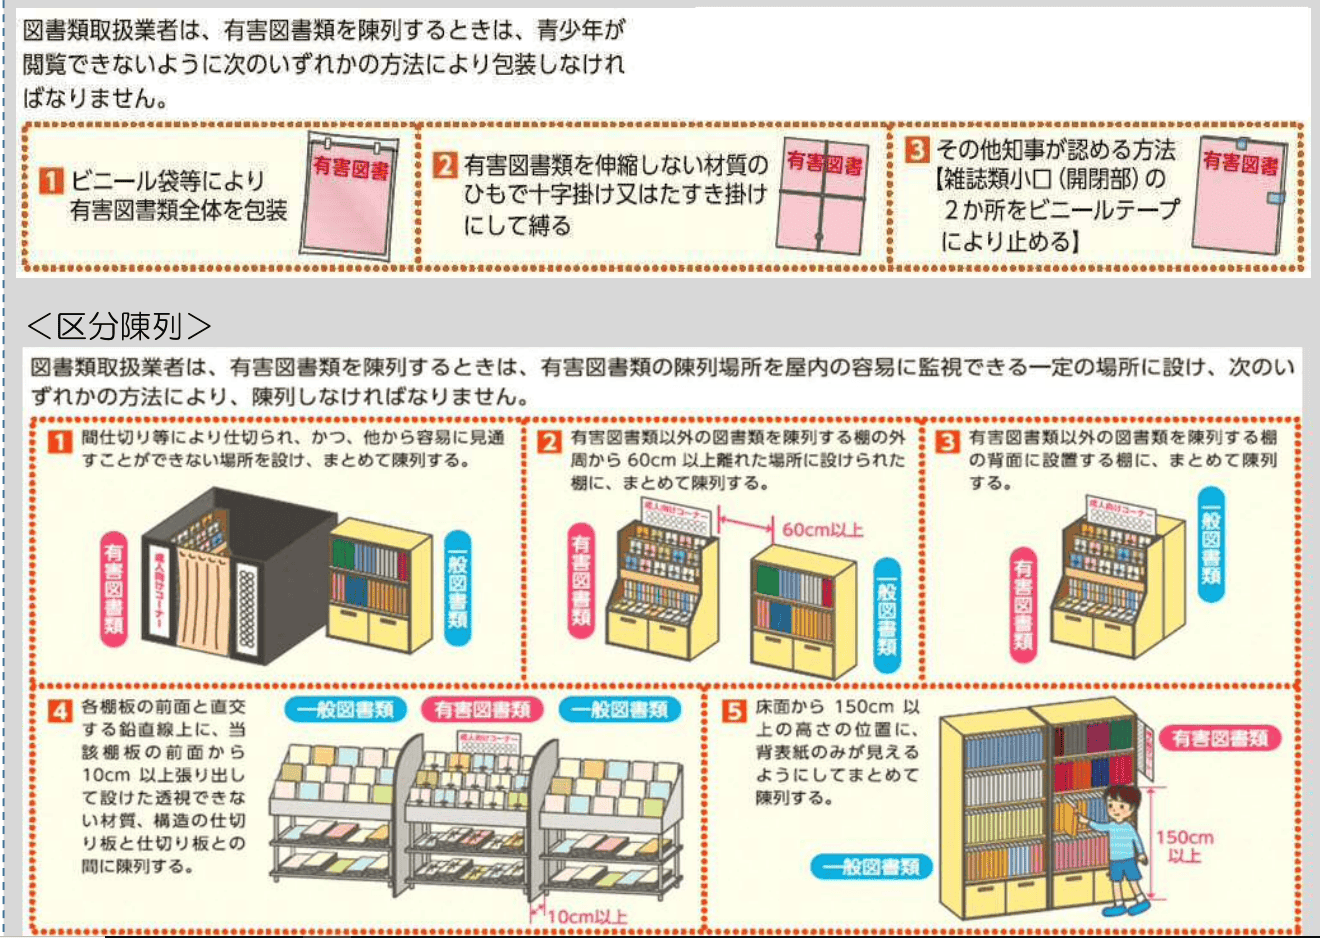 図書類取扱業者は、有害図書類を陳列するときは、青少年が
閲覧できないように次のいずれかの方法により包装しなけれ
ばなりません。
1 ビニール袋等により
有害図書類全体を包装
有害図書
2 有害図書類を伸縮しない材質の
ひもで十字掛け又はたすき掛け
にして縛る
有害図書
3 その他知事が認める方法
【雑誌類小口(開閉部)の
2か所をビニールテープ
により止める】
有害図書
＜区分陳列＞
図書類取扱業者は、有害図書類を陳列するときは、有害図書類の陳列場所を屋内の容易に監視できる一定の場所に設け、次のい
ずれかの方法により、陳列しなければなりません。
1 間仕切り等により仕切られ、かつ、他から容易に見通
すことができない場所を設け、まとめて陳列する。
有害図書類
成人向けコーナー
一般図書類
2 有害図書類以外の図書類を陳列する棚の外
周から 60cm 以上離れた場所に設けられた
棚に、まとめて陳列する。
成人向けコーナー
60cm以上
有害図書類
一般図書類
3 有害図書類以外の図書類を陳列する棚
の背面に設置する棚に、まとめて陳列
する。
成人向けコーナー
一般図書類
有害図書類
4 各棚板の前面と直交
する鉛直線上に、当
該棚板の前面から
10cm 以上張り出し
て設けた透視できな
い材質、構造の仕切
り板と仕切り板との
間に陳列する。
一般図書類 有害図書類 一般図書類
成人向けコーナー
10cm以上
5 床面から 150cm 以
上の高さの位置に、
背表紙のみが見える
ようにしてまとめて
陳列する。
有害図書類
150cm
以上
一般図書類